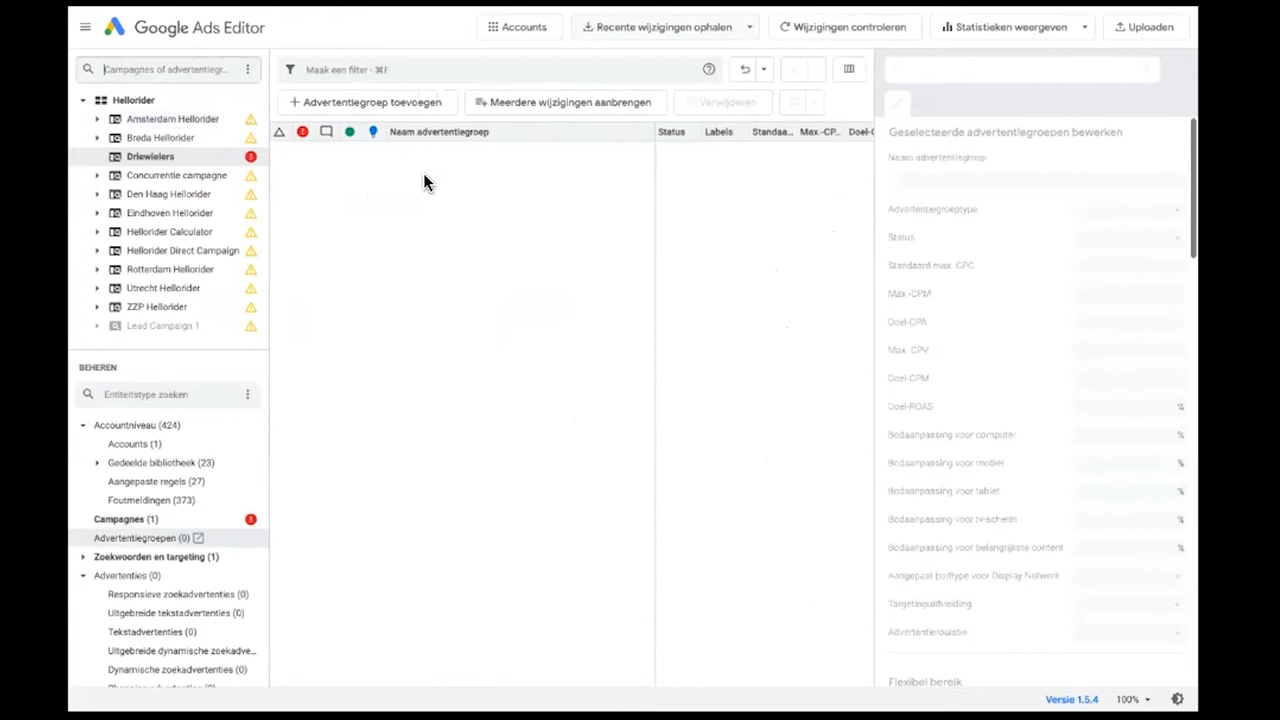 Google Ads Editor
Accounts
Recente wijzigingen ophalen
Wijzigingen controleren
Statistieken weergeven
Uploaden
Campagnes of advertentiegr...
Maak een filter - ⌘F
Advertentiegroep toevoegen
Meerdere wijzigingen aanbrengen
Verwijderen
Naam advertentiegroep
Status
Labels
Standaa...
Max.-CP...
Doel-C
Hellorider
Amsterdam Hellorider
Breda Hellorider
Driewielers
Concurrentie campagne
Den Haag Hellorider
Eindhoven Hellorider
Hellorider Calculator
Hellorider Direct Campaign
Rotterdam Hellorider
Utrecht Hellorider
ZZP Hellorider
Lead Campaign 1
BEHEREN
Entiteitstype zoeken
Accountniveau (424)
Accounts (1)
Gedeelde bibliotheek (23)
Aangepaste regels (27)
Foutmeldingen (373)
Campagnes (1)
Advertentiegroepen (0)
Zoekwoorden en targeting (1)
Advertenties (0)
Responsieve zoekadvertenties (0)
Uitgebreide tekstadvertenties (0)
Tekstadvertenties (0)
Uitgebreide dynamische zoekadve...
Dynamische zoekadvertenties (0)
Geselecteerde advertentiegroepen bewerken
Naam advertentiegroep
Advertentiegroeptype
Status
Standaard max. CPC
Max.-CPM
Doel-CPA
Max. CPV
Doel-CPM
Doel-ROAS %
Bodaanpassing voor computer %
Bodaanpassing voor mobiel %
Bodaanpassing voor tablet %
Bodaanpassing voor tv-scherm %
Bodaanpassing voor belangrijkste content %
Aangepast bodtype voor Display Netwerk
Targetinguitbreiding
Advertentieroulatie
Flexibel bereik
Versie 1.5.4
100%